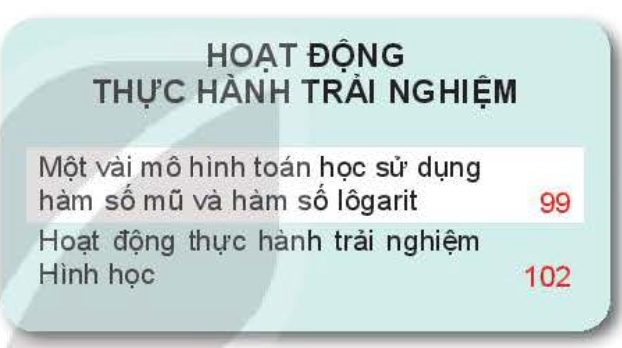 HOẠT ĐỘNG
THỰC HÀNH TRẢI NGHIỆM
Một vài mô hình toán học sử dụng
hàm số mũ và hàm số lôgarit 99
Hoạt động thực hành trải nghiệm
Hình học 102